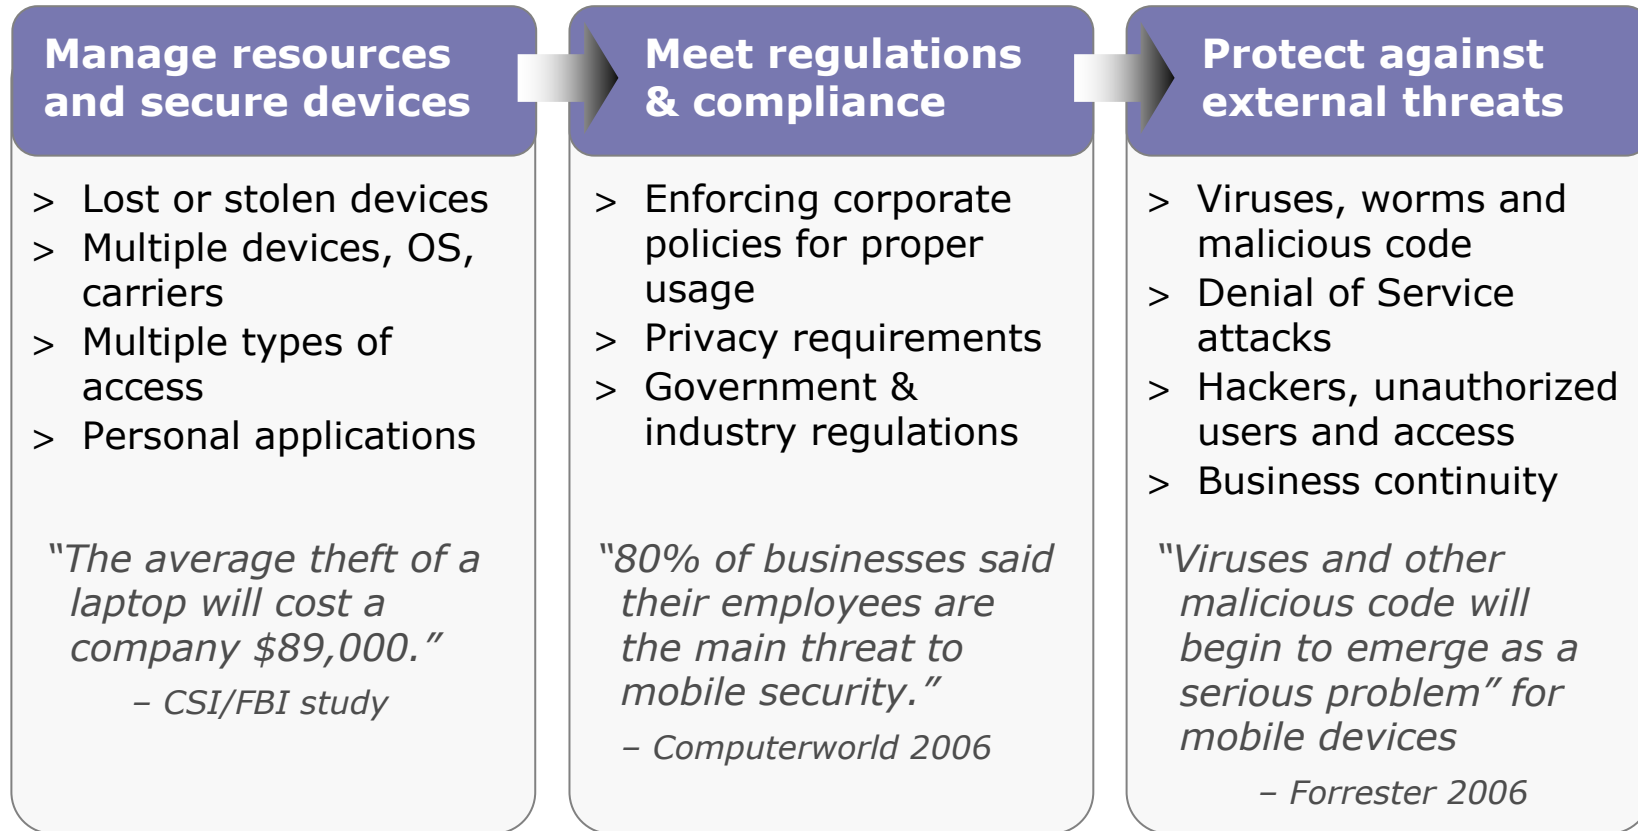 Manage resources
and secure devices
> Lost or stolen devices
> Multiple devices, OS,
carriers
> Multiple types of
access
> Personal applications
“The average theft of a
laptop will cost a
company $89,000.”
– CSI/FBI study
Meet regulations
& compliance
> Enforcing corporate
policies for proper
usage
> Privacy requirements
> Government &
industry regulations
“80% of businesses said
their employees are
the main threat to
mobile security.”
– Computerworld 2006
Protect against
external threats
> Viruses, worms and
malicious code
> Denial of Service
attacks
> Hackers, unauthorized
users and access
> Business continuity
“Viruses and other
malicious code will
begin to emerge as a
serious problem” for
mobile devices
– Forrester 2006